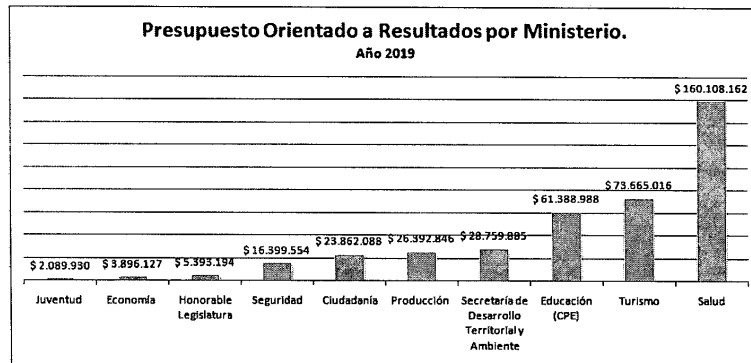 Presupuesto Orientado a Resultados por Ministerio.
Año 2019
$ 2.089.930
$ 3.896.127
$ 5.393.194
$ 16.399.554
$ 23.862.088
$ 26.392.846
$ 28.759.885
$ 61.388.988
$ 73.665.016
$ 160.108.162
Juventud
Economía
Honorable
Legislatura
Seguridad
Ciudadanía
Producción
Secretaría de
Desarrollo
Territorial y
Ambiente
Educación
(CPE)
Turismo
Salud